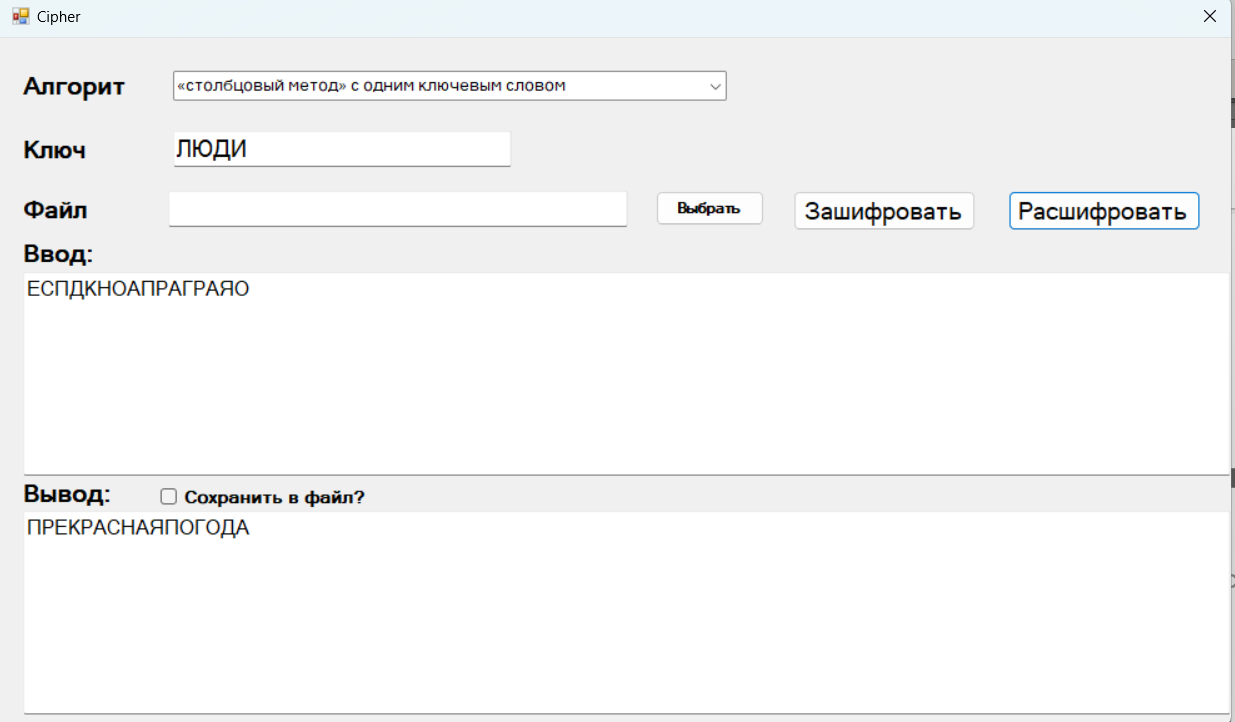 Cipher
Алгорит «столбцовый метод» с одним ключевым словом
Ключ ЛЮДИ
Файл Выбрать Зашифровать Расшифровать
Ввод:
ЕСПДКНОАПРАГРАЯО
Вывод: Сохранить в файл?
ПРЕКРАСНАЯПОГОДА